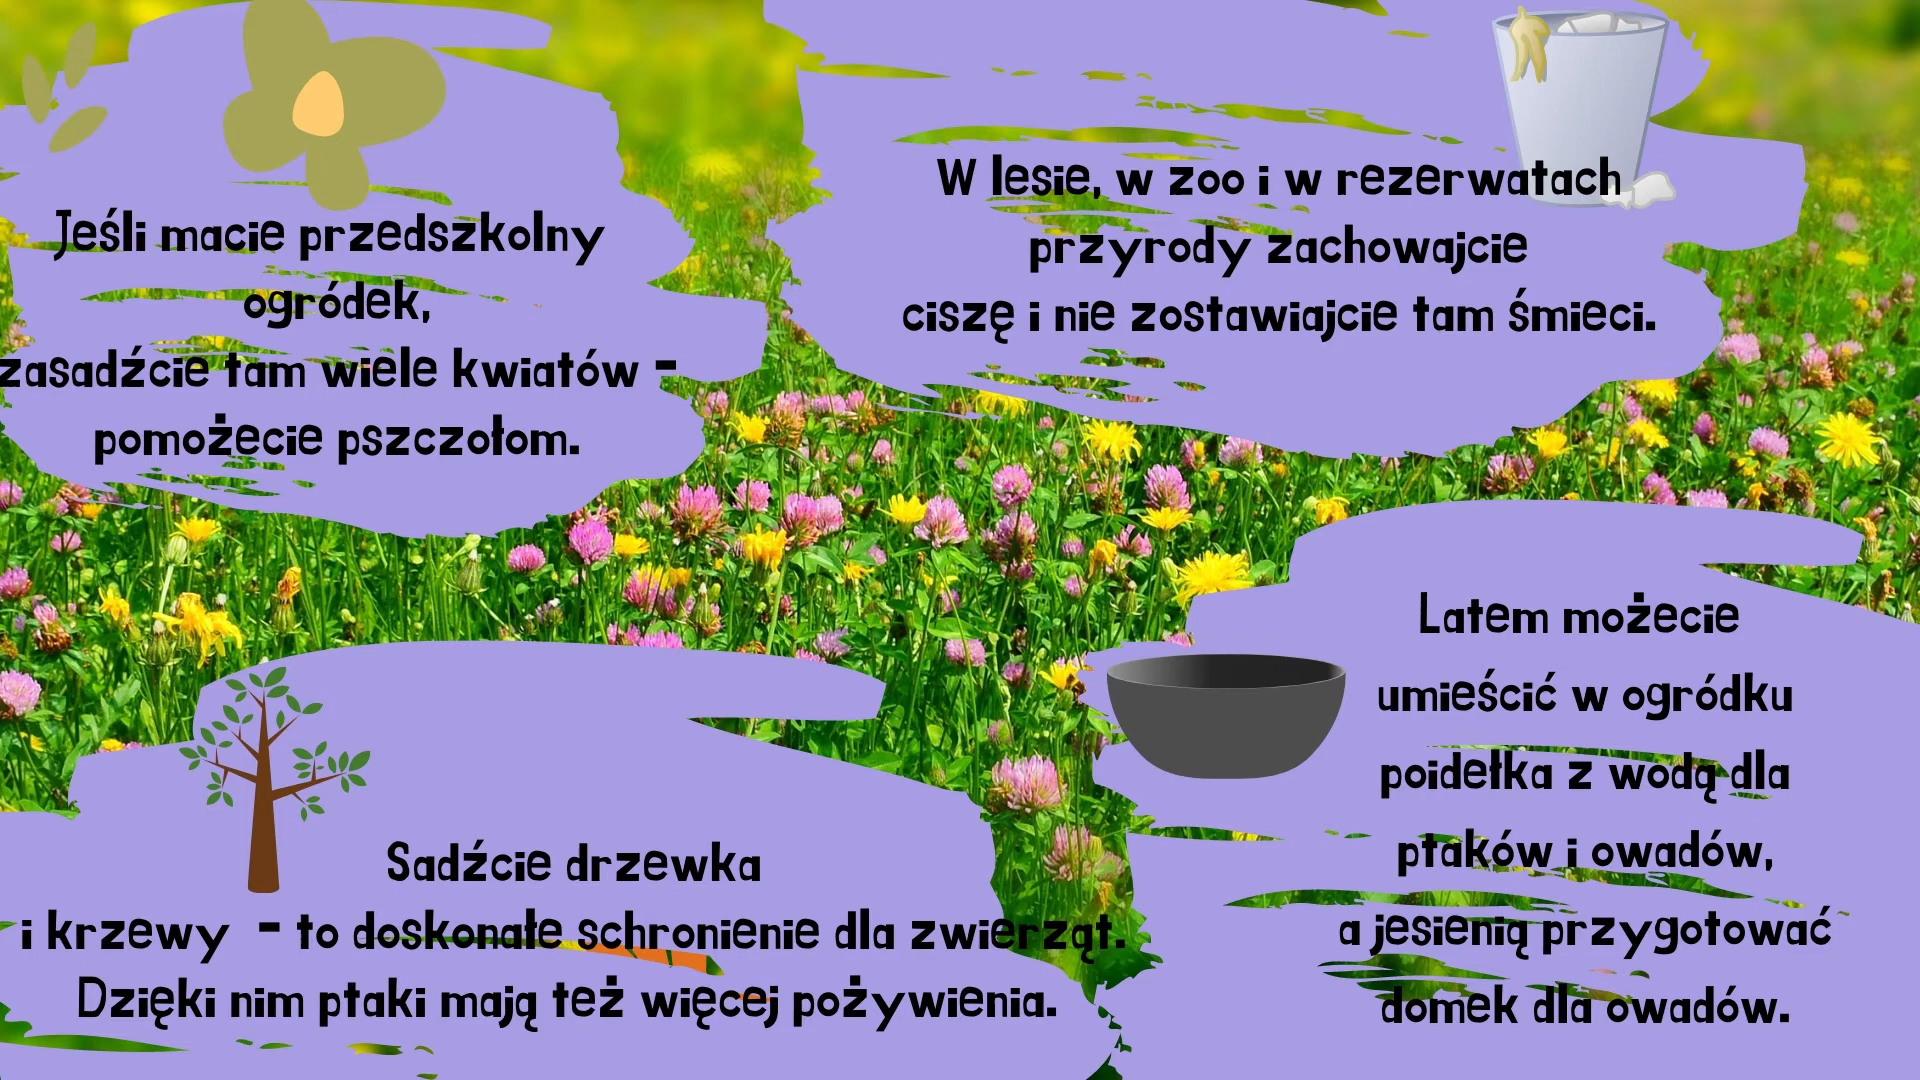 Jeśli macie przedszkolny
ogródek,
zasadźcie tam wiele kwiatów -
pomożecie pszczołom.
W lesie, w zoo i w rezerwatach
przyrody zachowajcie
ciszę i nie zostawiajcie tam śmieci.
Sadźcie drzewka
i krzewy - to doskonałe schronienie dla zwierząt.
Dzięki nim ptaki mają też więcej pożywienia.
Latem możecie
umieścić w ogródku
poidełka z wodą dla
ptaków i owadów,
a jesienią przygotować
domek dla owadów.